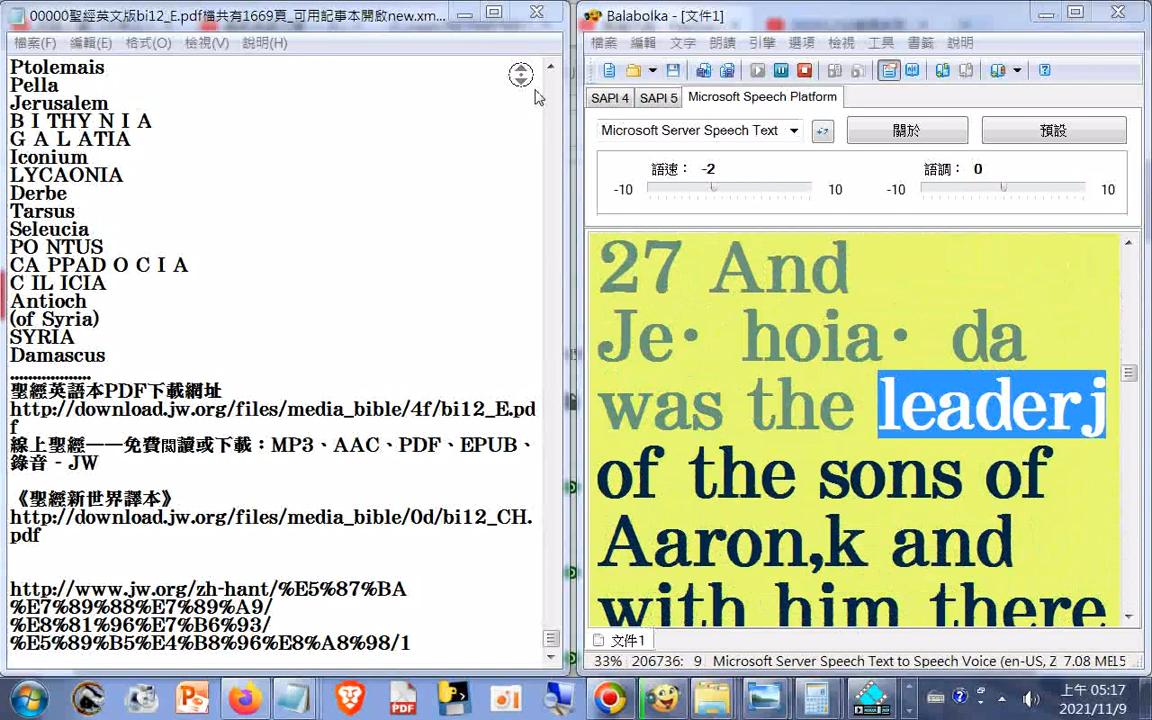 00000聖經英文版bi12_E.pdf檔共有1669頁_可用記事本開啟new.xm...
檔案(F) 編輯(E) 格式(O) 檢視(V) 說明(H)
Ptolemais
Pella
Jerusalem
B I THY N I A
G A L ATIA
Iconium
LYCAONIA
Derbe
Tarsus
Seleucia
PO NTUS
CA PPAD O C I A
C IL ICIA
Antioch
(of Syria)
SYRIA
Damascus
..................
聖經英語本PDF下載網址
http://download.jw.org/files/media_bible/4f/bi12_E.pd
f
線上聖經——免費閱讀或下載：MP3、AAC、PDF、EPUB、
錄音 - JW
《聖經新世界譯本》
http://download.jw.org/files/media_bible/0d/bi12_CH.
pdf
http://www.jw.org/zh-hant/%E5%87%BA
%E7%89%88%E7%89%A9/
%E8%81%96%E7%B6%93/
%E5%89%B5%E4%B8%96%E8%A8%98/1
Balabolka - [文件1]
檔案 編輯 文字 朗讀 引擎 選項 檢視 工具 書籤 說明
SAPI 4 SAPI 5 Microsoft Speech Platform
Microsoft Server Speech Text 關於 預設
語速： -2 語調： 0
-10 10 -10 10
27 And
Je· hoia· da
was the leaderj
of the sons of
Aaron,k and
with him there
文件1
33% 206736: 9 Microsoft Server Speech Text to Speech Voice (en-US, Z 7.08 ME15
PDF
上午 05:17
2021/11/9